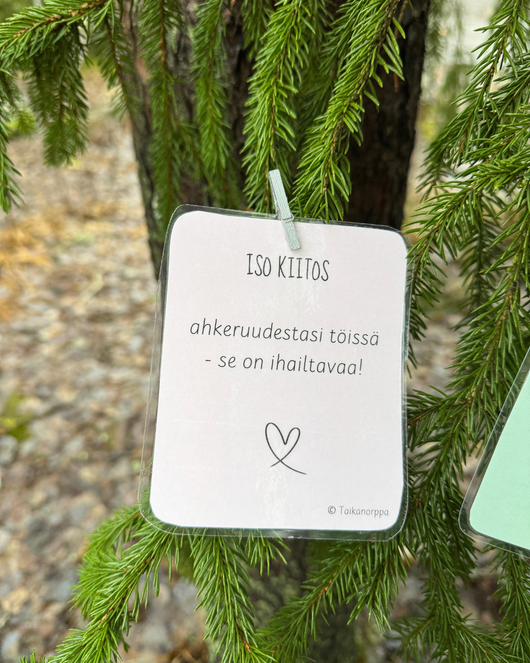 ISO KIITOS
ahkeruudestasi töissä
- se on ihailtavaa!
© Taikanorppa